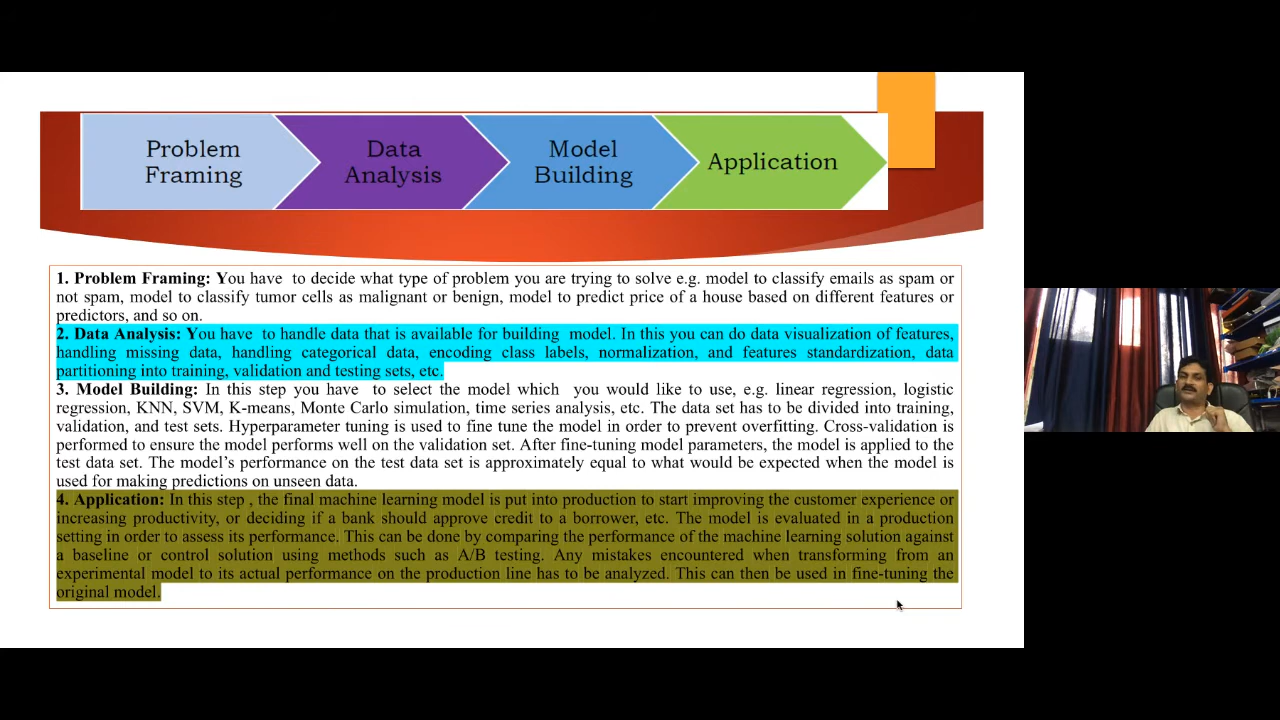 Problem
Framing
Data
Analysis
Model
Building
Application
1. Problem Framing: You have to decide what type of problem you are trying to solve e.g. model to classify emails as spam or
not spam, model to classify tumor cells as malignant or benign, model to predict price of a house based on different features or
predictors, and so on.
2. Data Analysis: You have to handle data that is available for building model. In this you can do data visualization of features,
handling missing data, handling categorical data, encoding class labels, normalization, and features standardization, data
partitioning into training, validation and testing sets, etc.
3. Model Building: In this step you have to select the model which you would like to use, e.g. linear regression, logistic
regression, KNN, SVM, K-means, Monte Carlo simulation, time series analysis, etc. The data set has to be divided into training,
validation, and test sets. Hyperparameter tuning is used to fine tune the model in order to prevent overfitting. Cross-validation is
performed to ensure the model performs well on the validation set. After fine-tuning model parameters, the model is applied to the
test data set. The model's performance on the test data set is approximately equal to what would be expected when the model is
used for making predictions on unseen data.
4. Application: In this step , the final machine learning model is put into production to start improving the customer experience or
increasing productivity, or deciding if a bank should approve credit to a borrower, etc. The model is evaluated in a production
setting in order to assess its performance. This can be done by comparing the performance of the machine learning solution against
a baseline or control solution using methods such as A/B testing. Any mistakes encountered when transforming from an
experimental model to its actual performance on the production line has to be analyzed. This can then be used in fine-tuning the
original model.